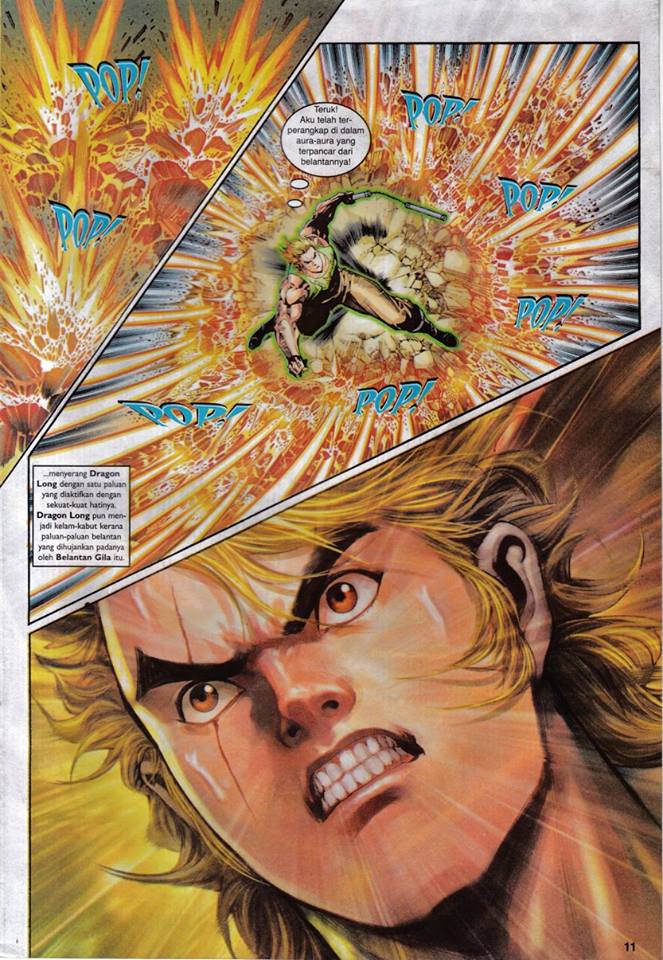 POP!
POP!
Teruk!
Aku telah ter-
perangkap di dalam
aura-aura yang
terpancar dari
belantannya!
POP!
POP!
POP!
POP!
POP!
...menyerang Dragon
Long dengan satu paluan
yang diaktifkan dengan
sekuat-kuat hatinya.
Dragon Long pun men-
jadi kelam-kabut kerana
paluan-paluan belantan
yang dihujankan padanya
oleh Belantan Gila itu.
11